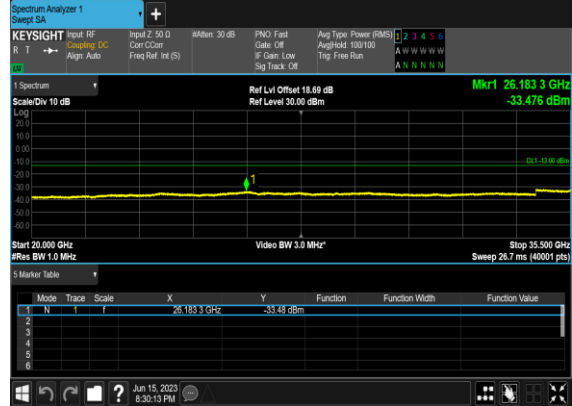 Spectrum Analyzer 1
Swept SA
+
KEYSIGHT Input: RF Input Z: 50 Ω #Atten: 30 dB PNO: Fast Avg Type: Power (RMS) 1 2 3 4 5 6
R T Coupling: DC Corr CCorr Gate: Off Avg|Hold: 100/100 A W W W W W
Align: Auto Freq Ref: Int (S) IF Gain: Low Trig: Free Run
Sig Track: Off A N N N N N
1 Spectrum Ref Lvl Offset 18.69 dB Mkr1 26.183 3 GHz
Scale/Div 10 dB Ref Level 30.00 dBm -33.476 dBm
Log
20.0
10.0
0.00
-10.0 DL1 -13.00 dBm
-20.0
1
-30.0
-40.0
-50.0
-60.0
Start 20.000 GHz Video BW 3.0 MHz* Stop 35.500 GHz
#Res BW 1.0 MHz Sweep 26.7 ms (40001 pts)
5 Marker Table
Mode Trace Scale X Y Function Function Width Function Value
1 N 1 f 26.183 3 GHz -33.48 dBm
2
3
4
5
6
? Jun 15, 2023
8:30:13 PM